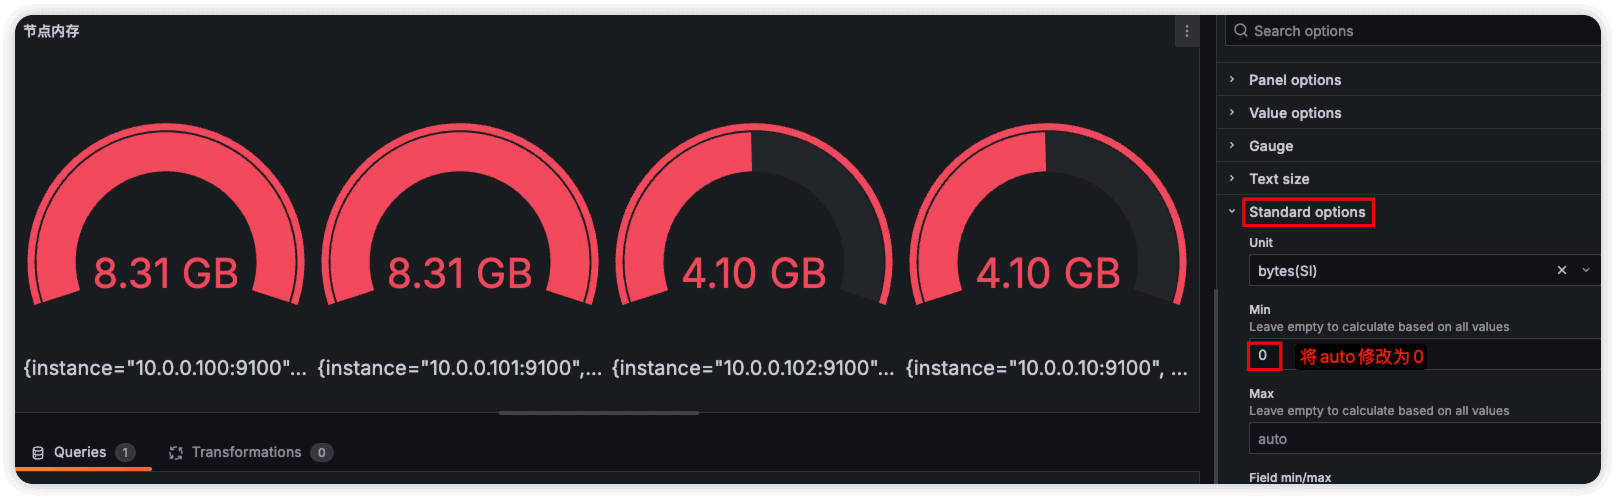 节点内存
8.31 GB
8.31 GB
4.10 GB
4.10 GB
{instance="10.0.0.100:9100"...
{instance="10.0.0.101:9100",...
{instance="10.0.0.102:9100"...
{instance="10.0.0.10:9100", ...
Queries 1
Transformations 0
Search options
Panel options
Value options
Gauge
Text size
Standard options
Unit
bytes(SI)
Min
Leave empty to calculate based on all values
0
将auto修改为0
Max
Leave empty to calculate based on all values
auto
Field min/max